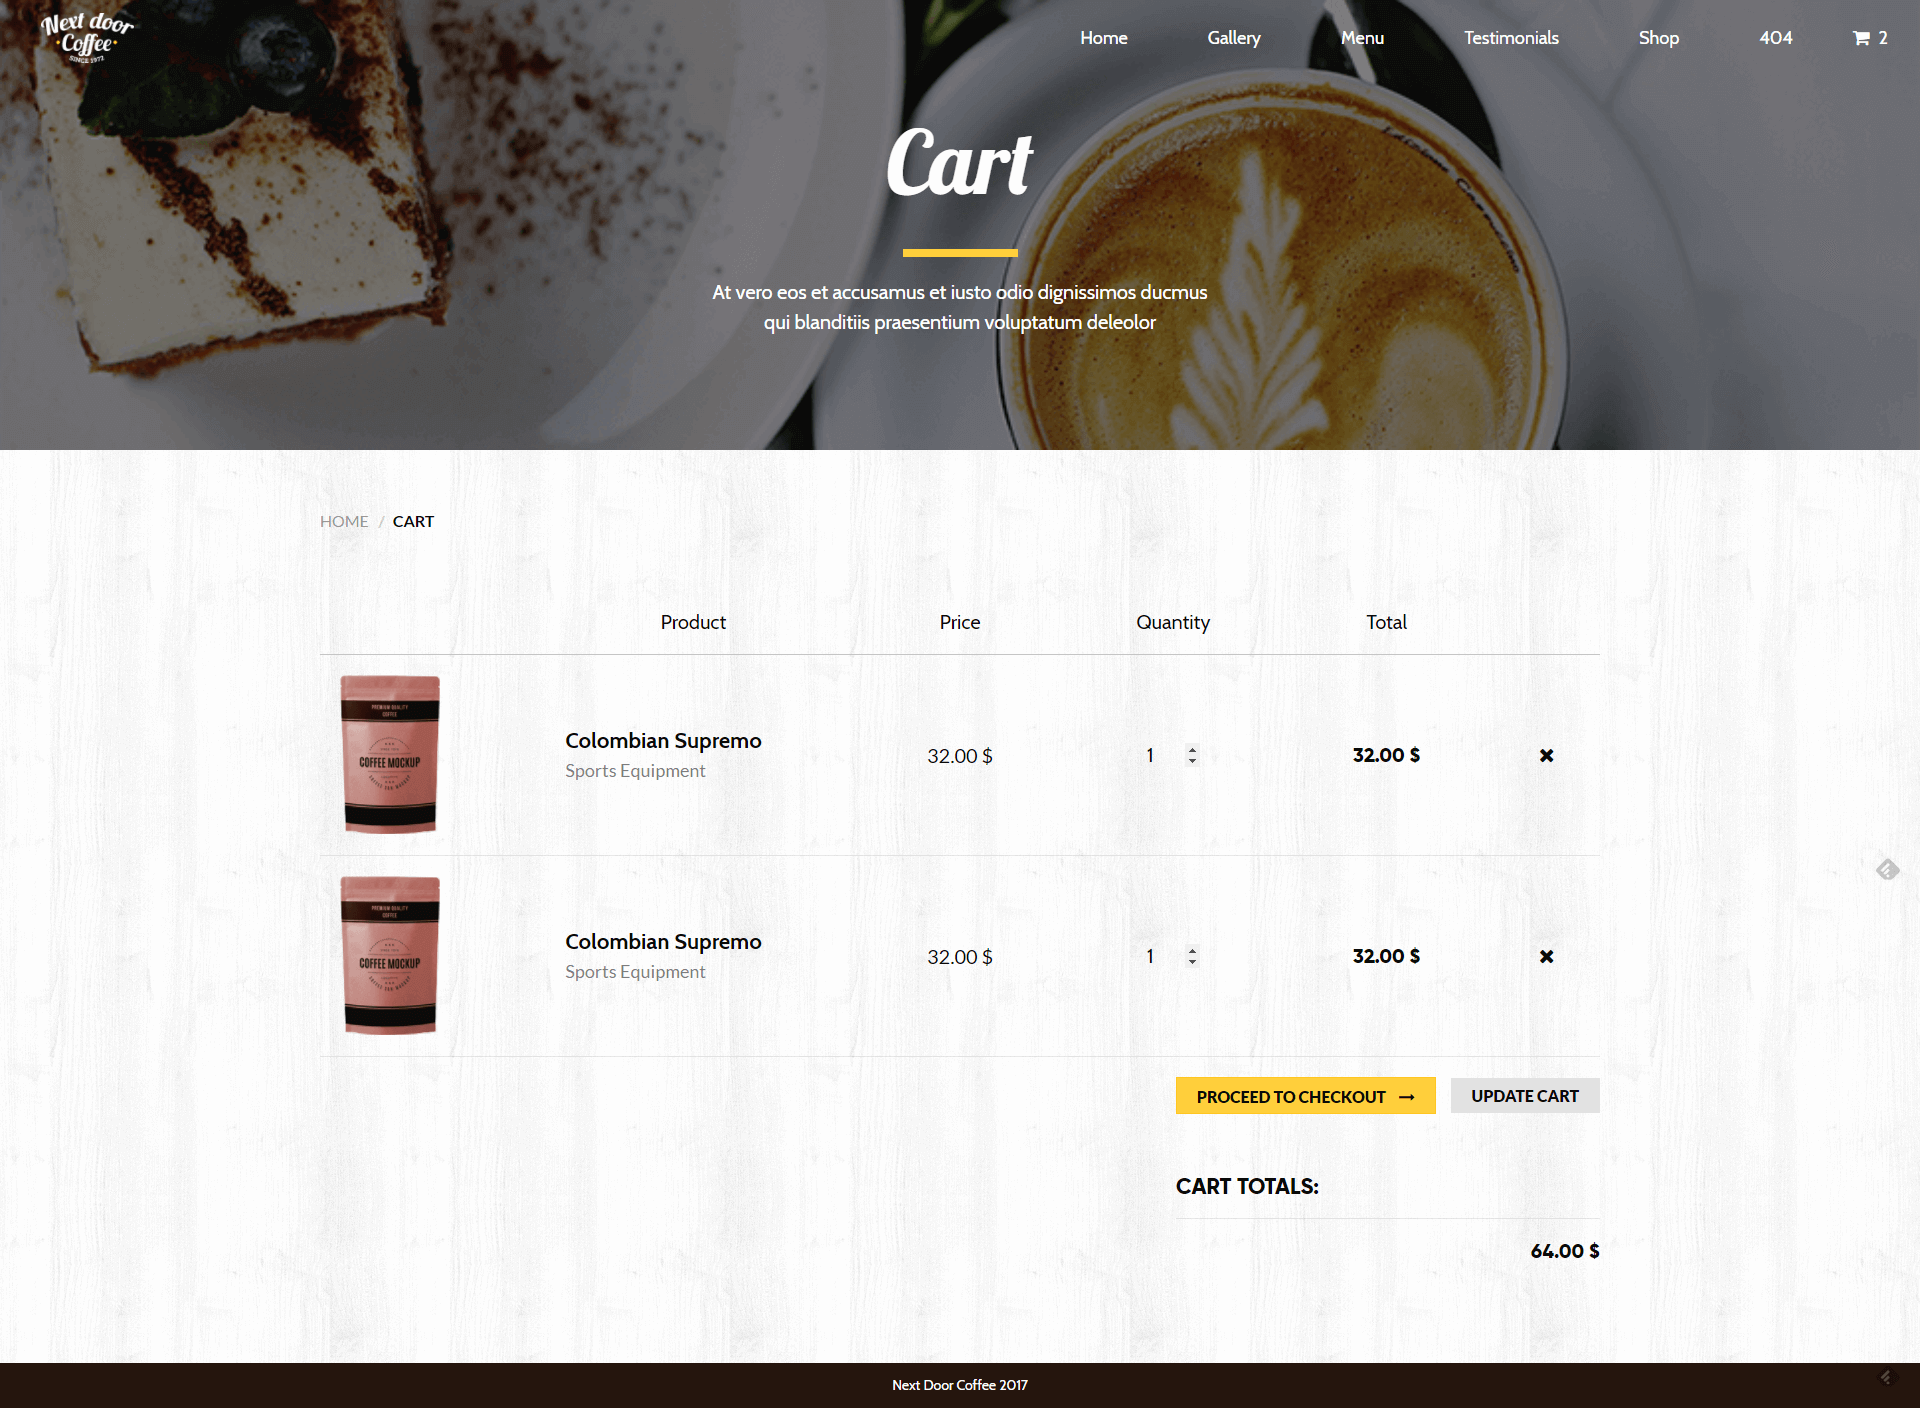 Next door
Coffee
SINCE 1972
Home
Gallery
Menu
Testimonials
Shop
404
2
Cart
At vero eos et accusamus et iusto odio dignissimos ducmus
qui blanditiis praesentium voluptatum deleolor
HOME / CART
Product
Price
Quantity
Total
PREMIUM QUALITY
COFFEE
COFFEE MOCKUP
Colombian Supremo
Sports Equipment
32.00 $
1
32.00 $
PREMIUM QUALITY
COFFEE
COFFEE MOCKUP
Colombian Supremo
Sports Equipment
32.00 $
1
32.00 $
PROCEED TO CHECKOUT →
UPDATE CART
CART TOTALS:
64.00 $
Next Door Coffee 2017